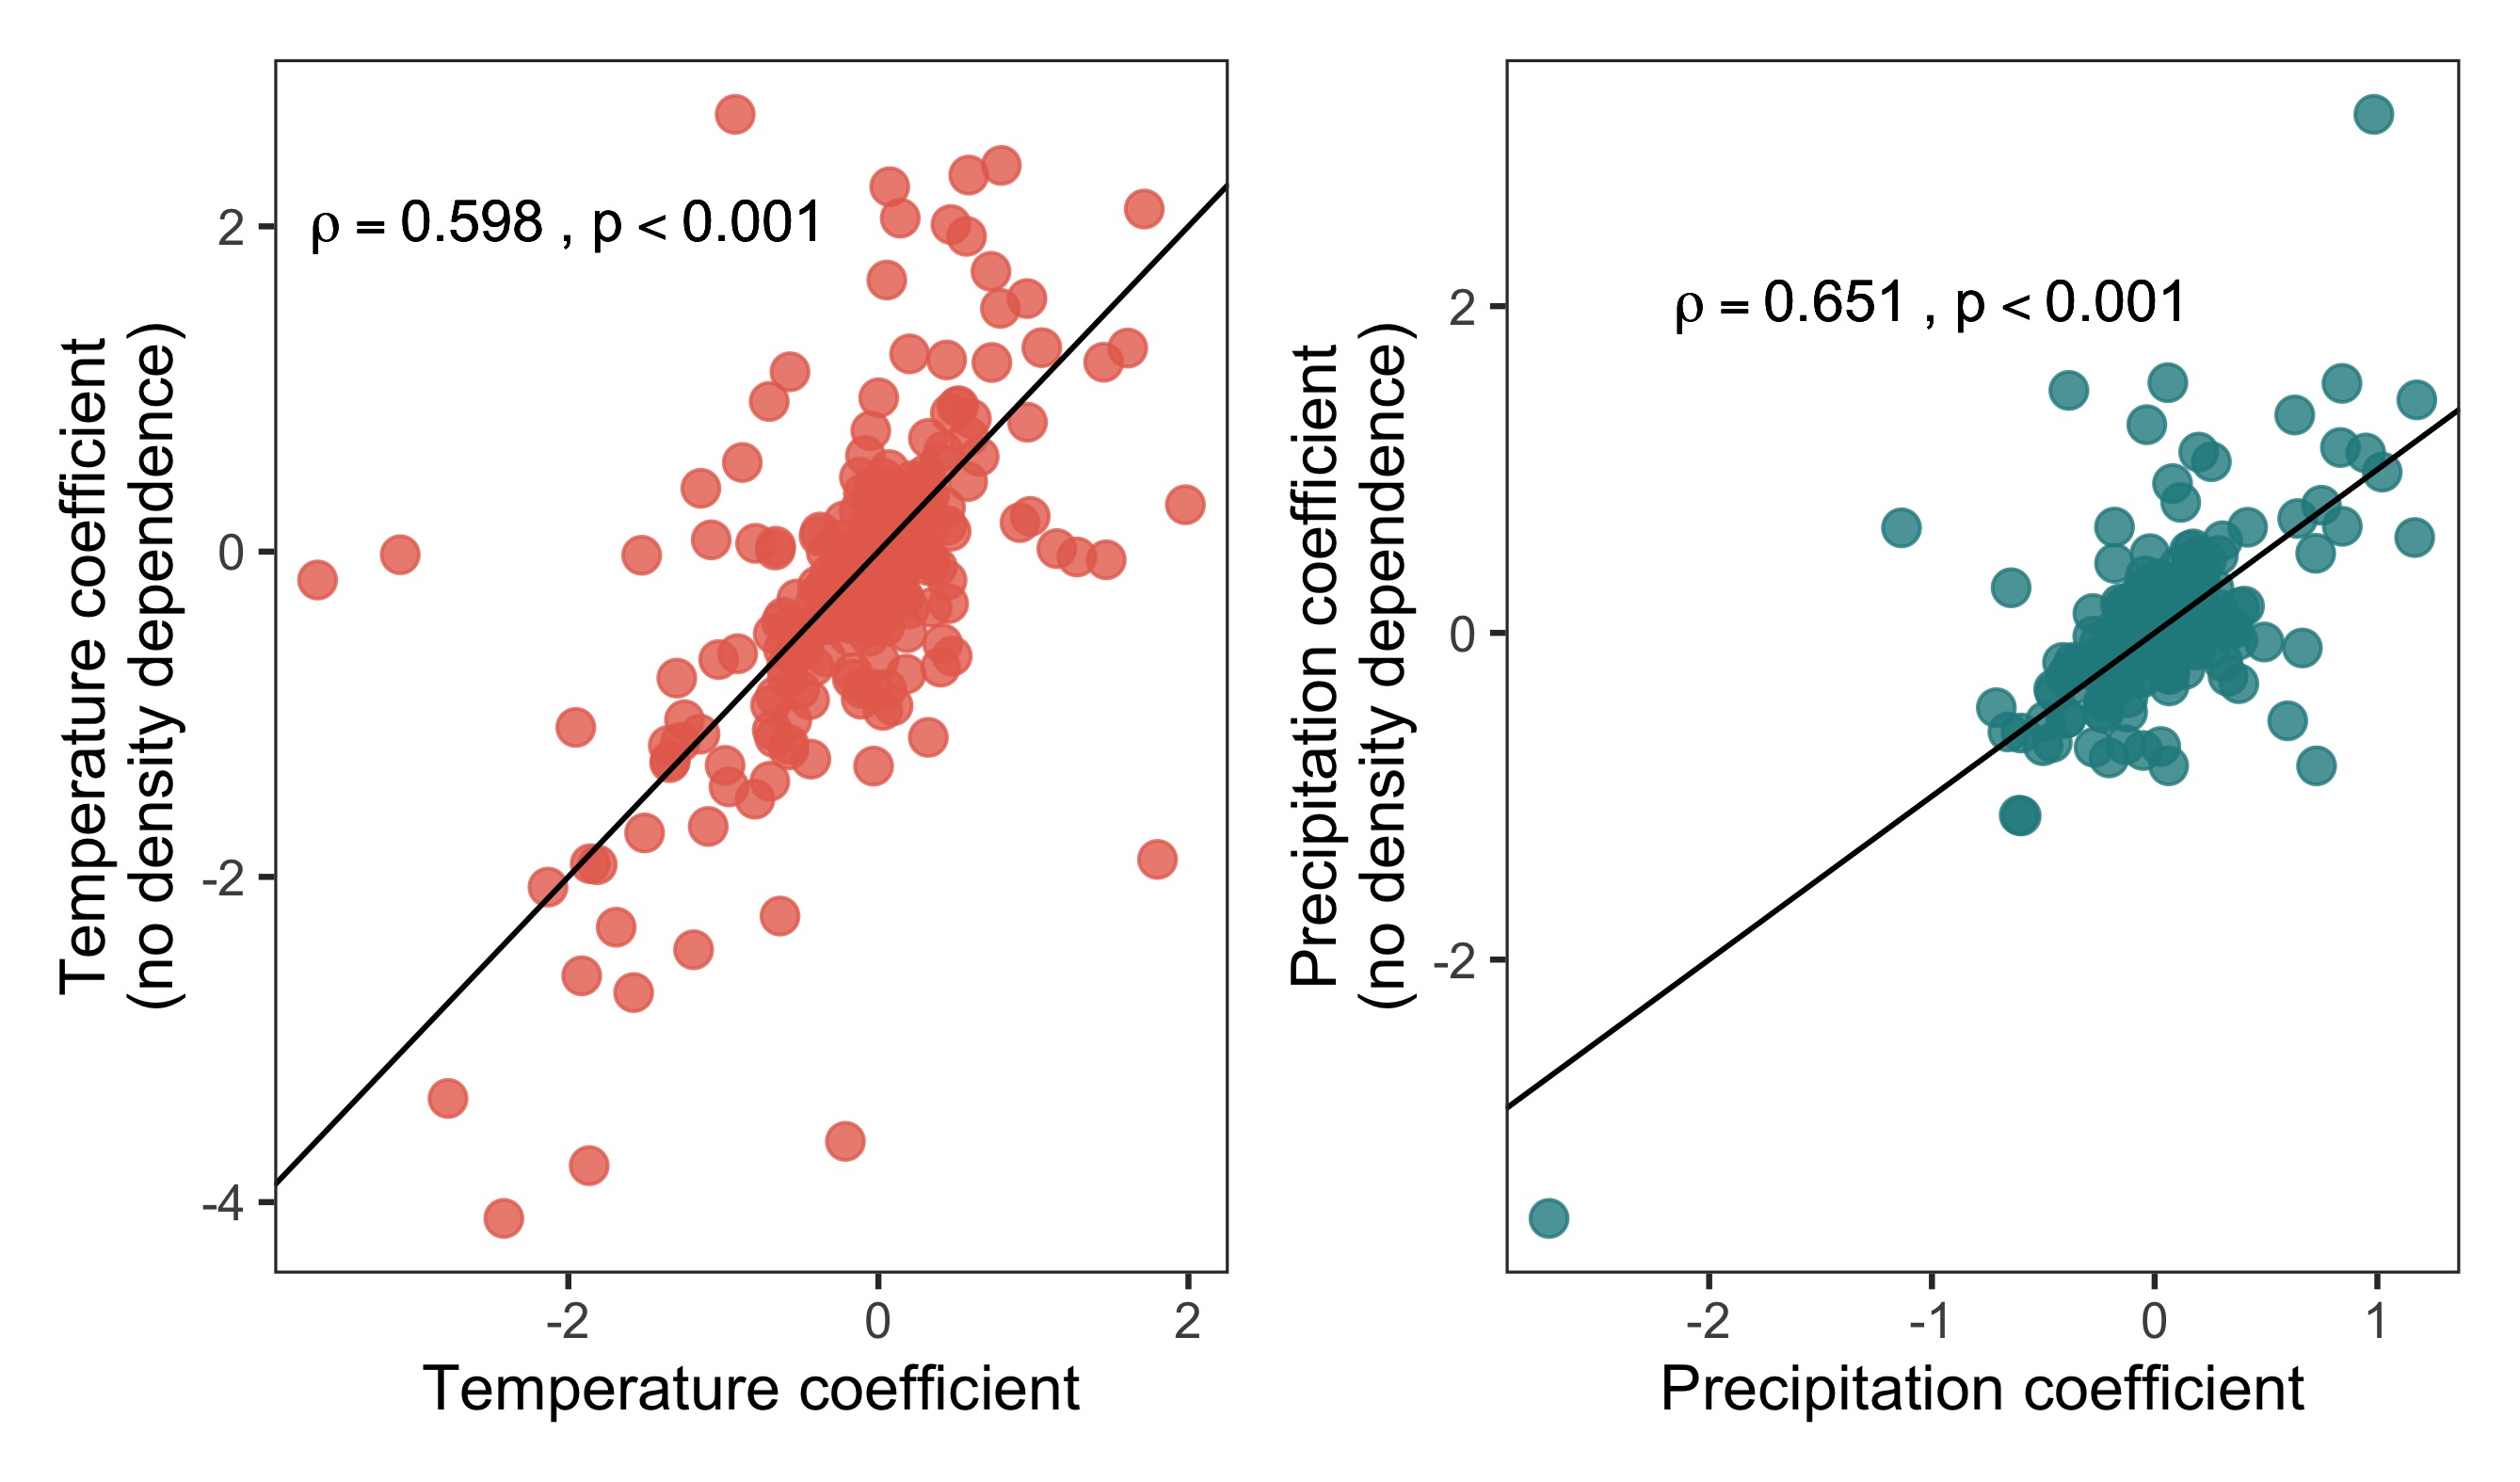 Temperature coefficient
(no density dependence)
2
0
-2
-4
ρ = 0.598 , p < 0.001
-2
0
2
Temperature coefficient
Precipitation coefficient
(no density dependence)
2
0
-2
ρ = 0.651 , p < 0.001
-2
-1
0
1
Precipitation coefficient